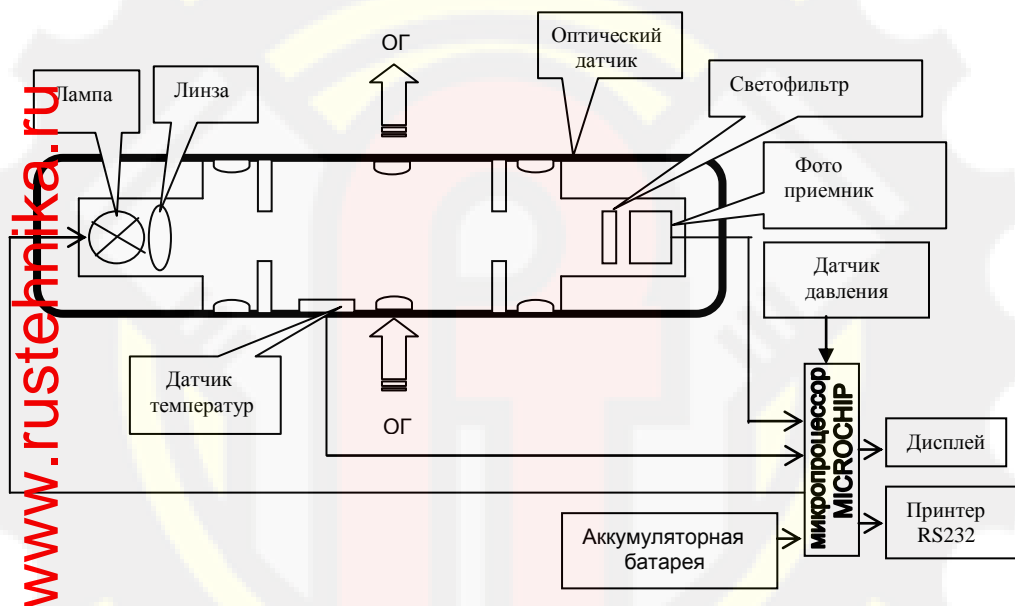 ОГ
Оптический
датчик
Светофильтр
Лампа
Линза
Фото
приемник
Датчик
давления
Датчик
температур
ОГ
микропроцессор
MICROCHIP
Дисплей
Принтер
RS232
Аккумуляторная
батарея
www.rustehnika.ru